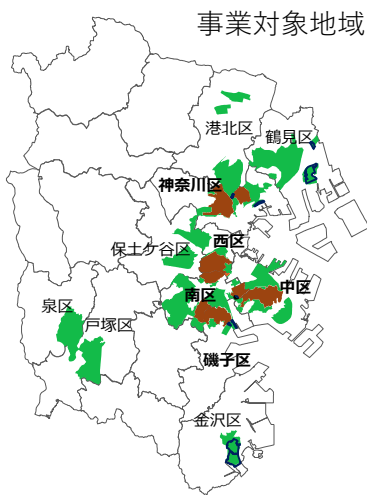 事業対象地域
港北区
鶴見区
神奈川区
西区
保土ケ谷区
中区
南区
泉区
戸塚区
磯子区
金沢区